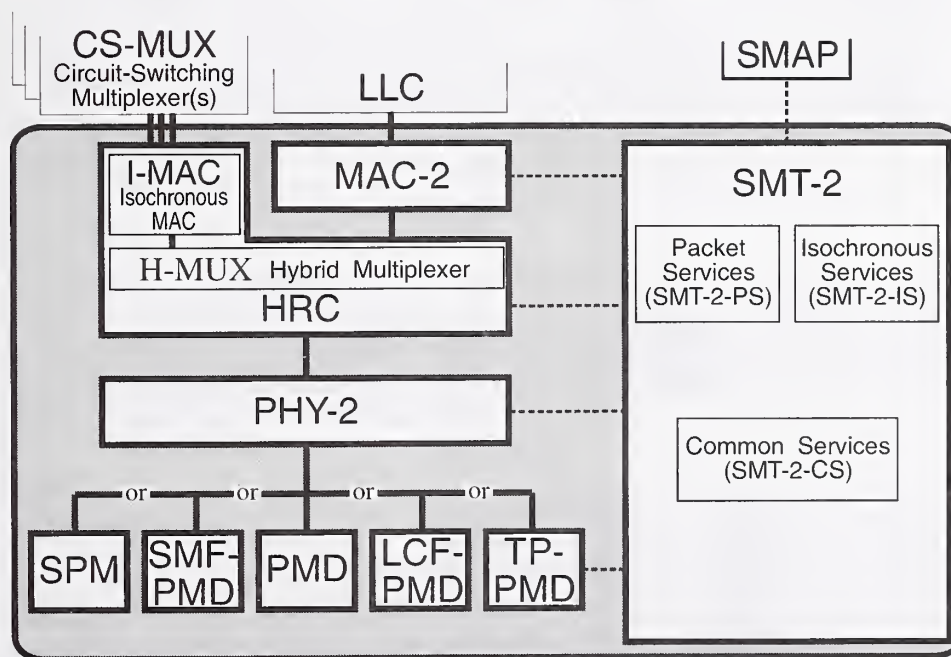 CS-MUX
Circuit-Switching
Multiplexer(s)
LLC
SMAP
I-MAC
Isochronous
MAC
MAC-2
SMT-2
H-MUX Hybrid Multiplexer
HRC
Packet
Services
(SMT-2-PS)
Isochronous
Services
(SMT-2-IS)
PHY-2
Common Services
(SMT-2-CS)
or or or or
SPM
SMF-
PMD
PMD
LCF-
PMD
TP-
PMD